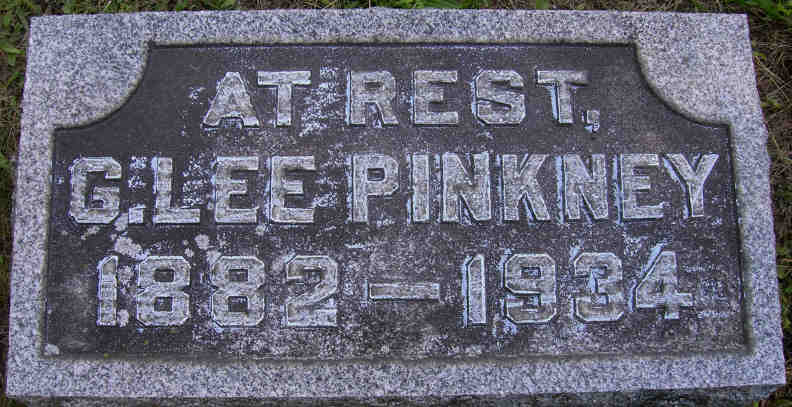 AT REST,
G. LEE PINKNEY
1882 — 1934